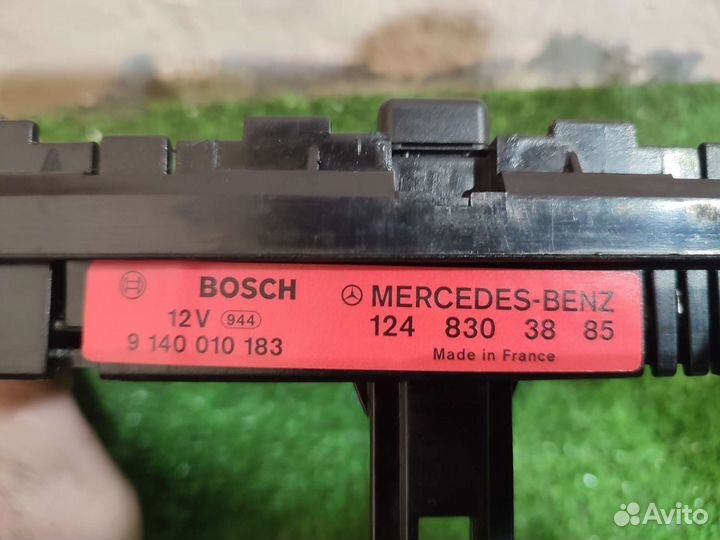 BOSCH
12V 944
9 140 010 183
MERCEDES-BENZ
124 830 38 85
Made in France
A
A
Avito